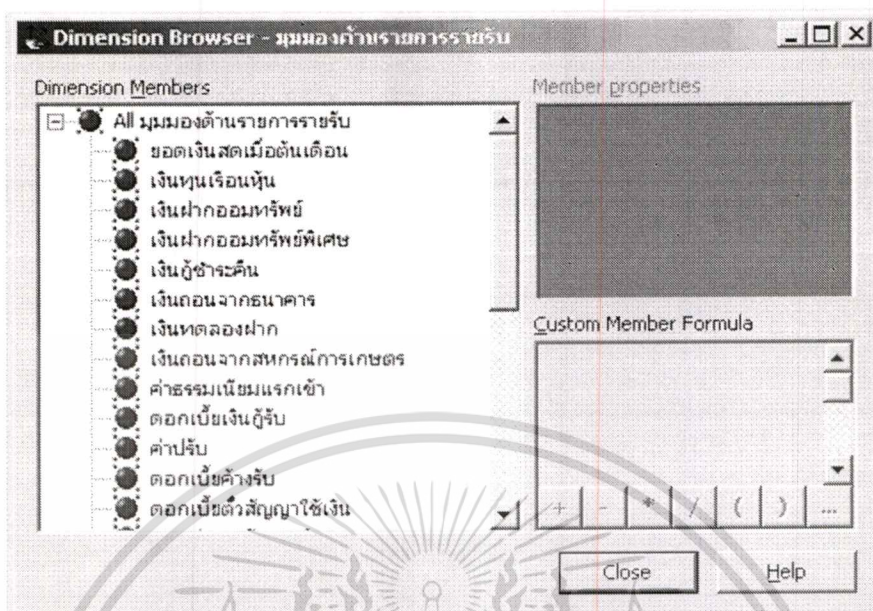 Dimension Browser - มุมมองด้านรายการรายรับ
Dimension Members
All มุมมองด้านรายการรายรับ
ยอดเงินสดเมื่อต้นเดือน
เงินทุนเรือนหุ้น
เงินฝากออมทรัพย์
เงินฝากออมทรัพย์พิเศษ
เงินกู้ชำระคืน
เงินถอนจากธนาคาร
เงินทดลองฝาก
เงินถอนจากสหกรณ์การเกษตร
ค่าธรรมเนียมแรกเข้า
ดอกเบี้ยเงินกู้รับ
ค่าปรับ
ดอกเบี้ยค้างรับ
ดอกเบี้ยตั๋วสัญญาใช้เงิน
Member properties
Custom Member Formula
+ - * / ( ) ...
Close Help